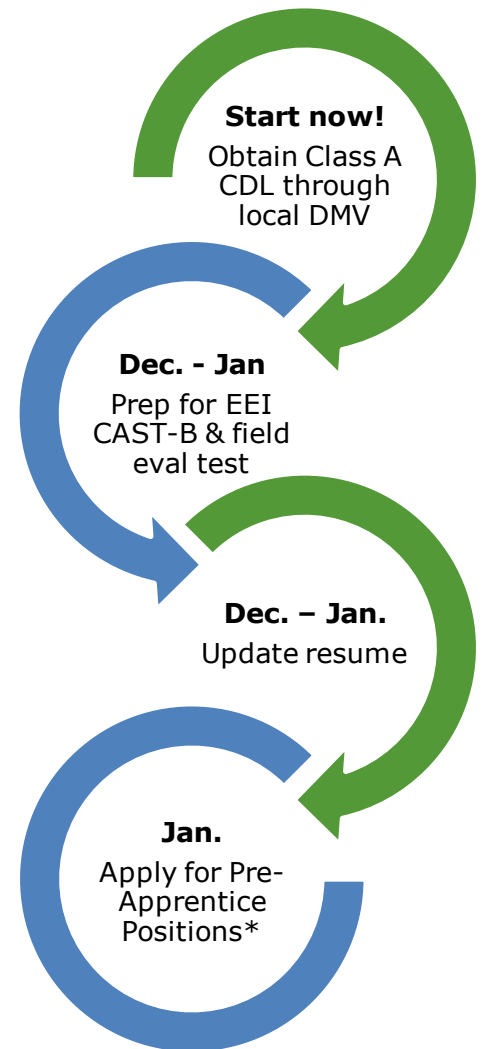 Start now!
Obtain Class A
CDL through
local DMV
Dec. - Jan
Prep for EEI
CAST-B & field
eval test
Dec. – Jan.
Update resume
Jan.
Apply for Pre-
Apprentice
Positions*